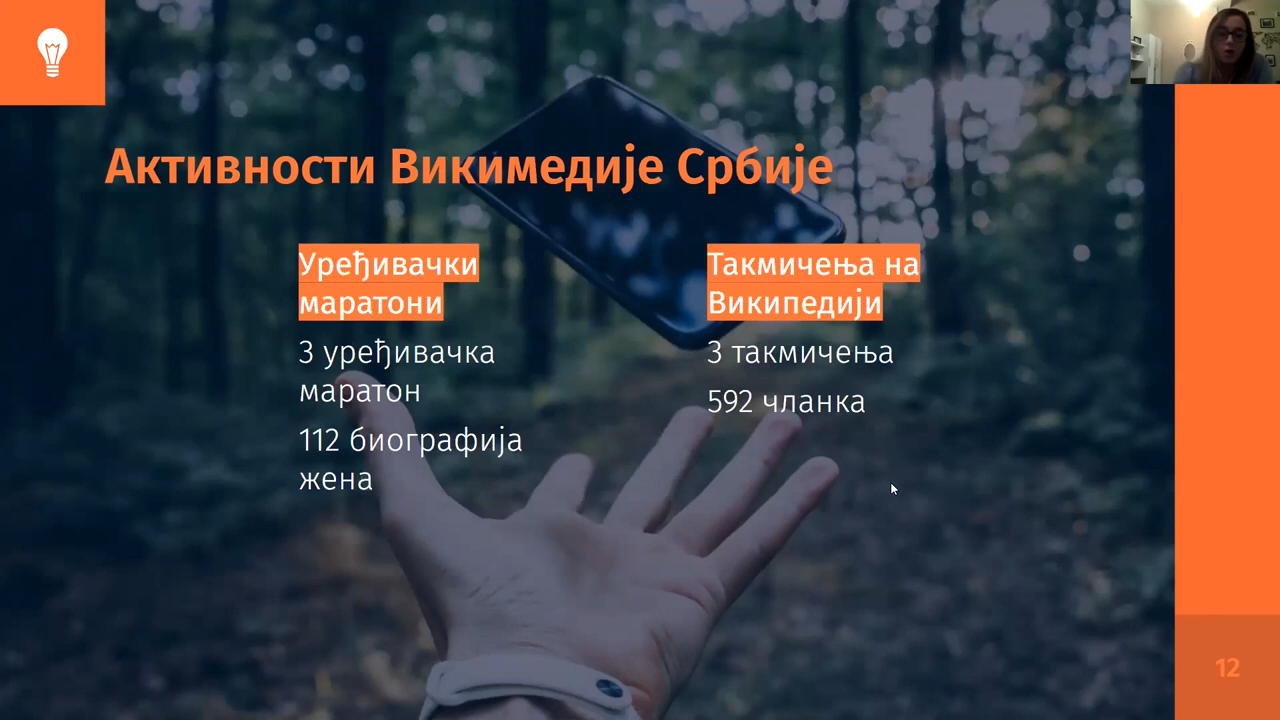 Активности Викимедије Србије
Уређивачки
маратони
3 уређивачка
маратон
112 биографија
жена
Такмичења на
Википедији
3 такмичења
592 чланка
12